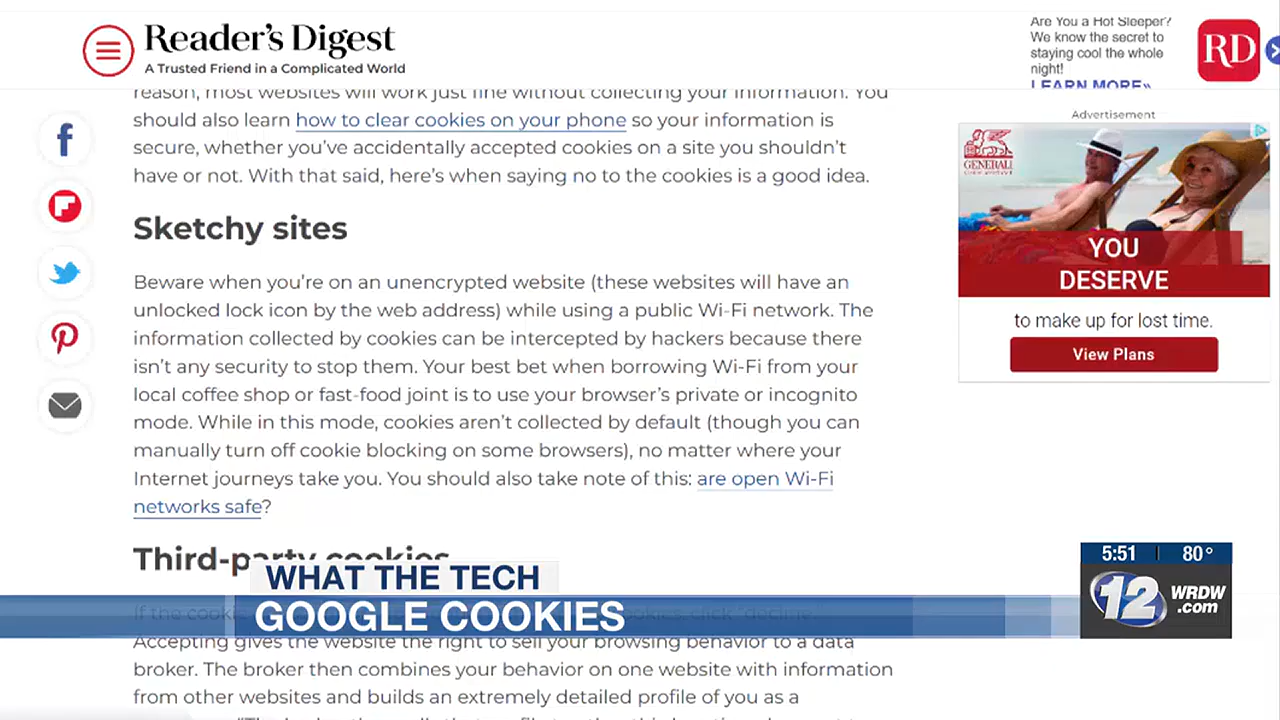 Reader's Digest
A Trusted Friend in a Complicated World
Are You a Hot Sleeper?
We know the secret to
staying cool the whole
night!
LEARN MORE»
RD
reason, most websites will work just fine without collecting your information. You
should also learn how to clear cookies on your phone so your information is
secure, whether you've accidentally accepted cookies on a site you shouldn't
have or not. With that said, here's when saying no to the cookies is a good idea.
Sketchy sites
Beware when you're on an unencrypted website (these websites will have an
unlocked lock icon by the web address) while using a public Wi-Fi network. The
information collected by cookies can be intercepted by hackers because there
isn't any security to stop them. Your best bet when borrowing Wi-Fi from your
local coffee shop or fast-food joint is to use your browser's private or incognito
mode. While in this mode, cookies aren't collected by default (though you can
manually turn off cookie blocking on some browsers), no matter where your
Internet journeys take you. You should also take note of this: are open Wi-Fi
networks safe?
Third-party cookies
If the cookie
cookies, click "decline."
Accepting gives the website the right to sell your browsing behavior to a data
broker. The broker then combines your behavior on one website with information
from other websites and builds an extremely detailed profile of you as a
Advertisement
GENERALI
YOU
DESERVE
to make up for lost time.
View Plans
WHAT THE TECH
GOOGLE COOKIES
5:51 80°
12 WRDW
.com